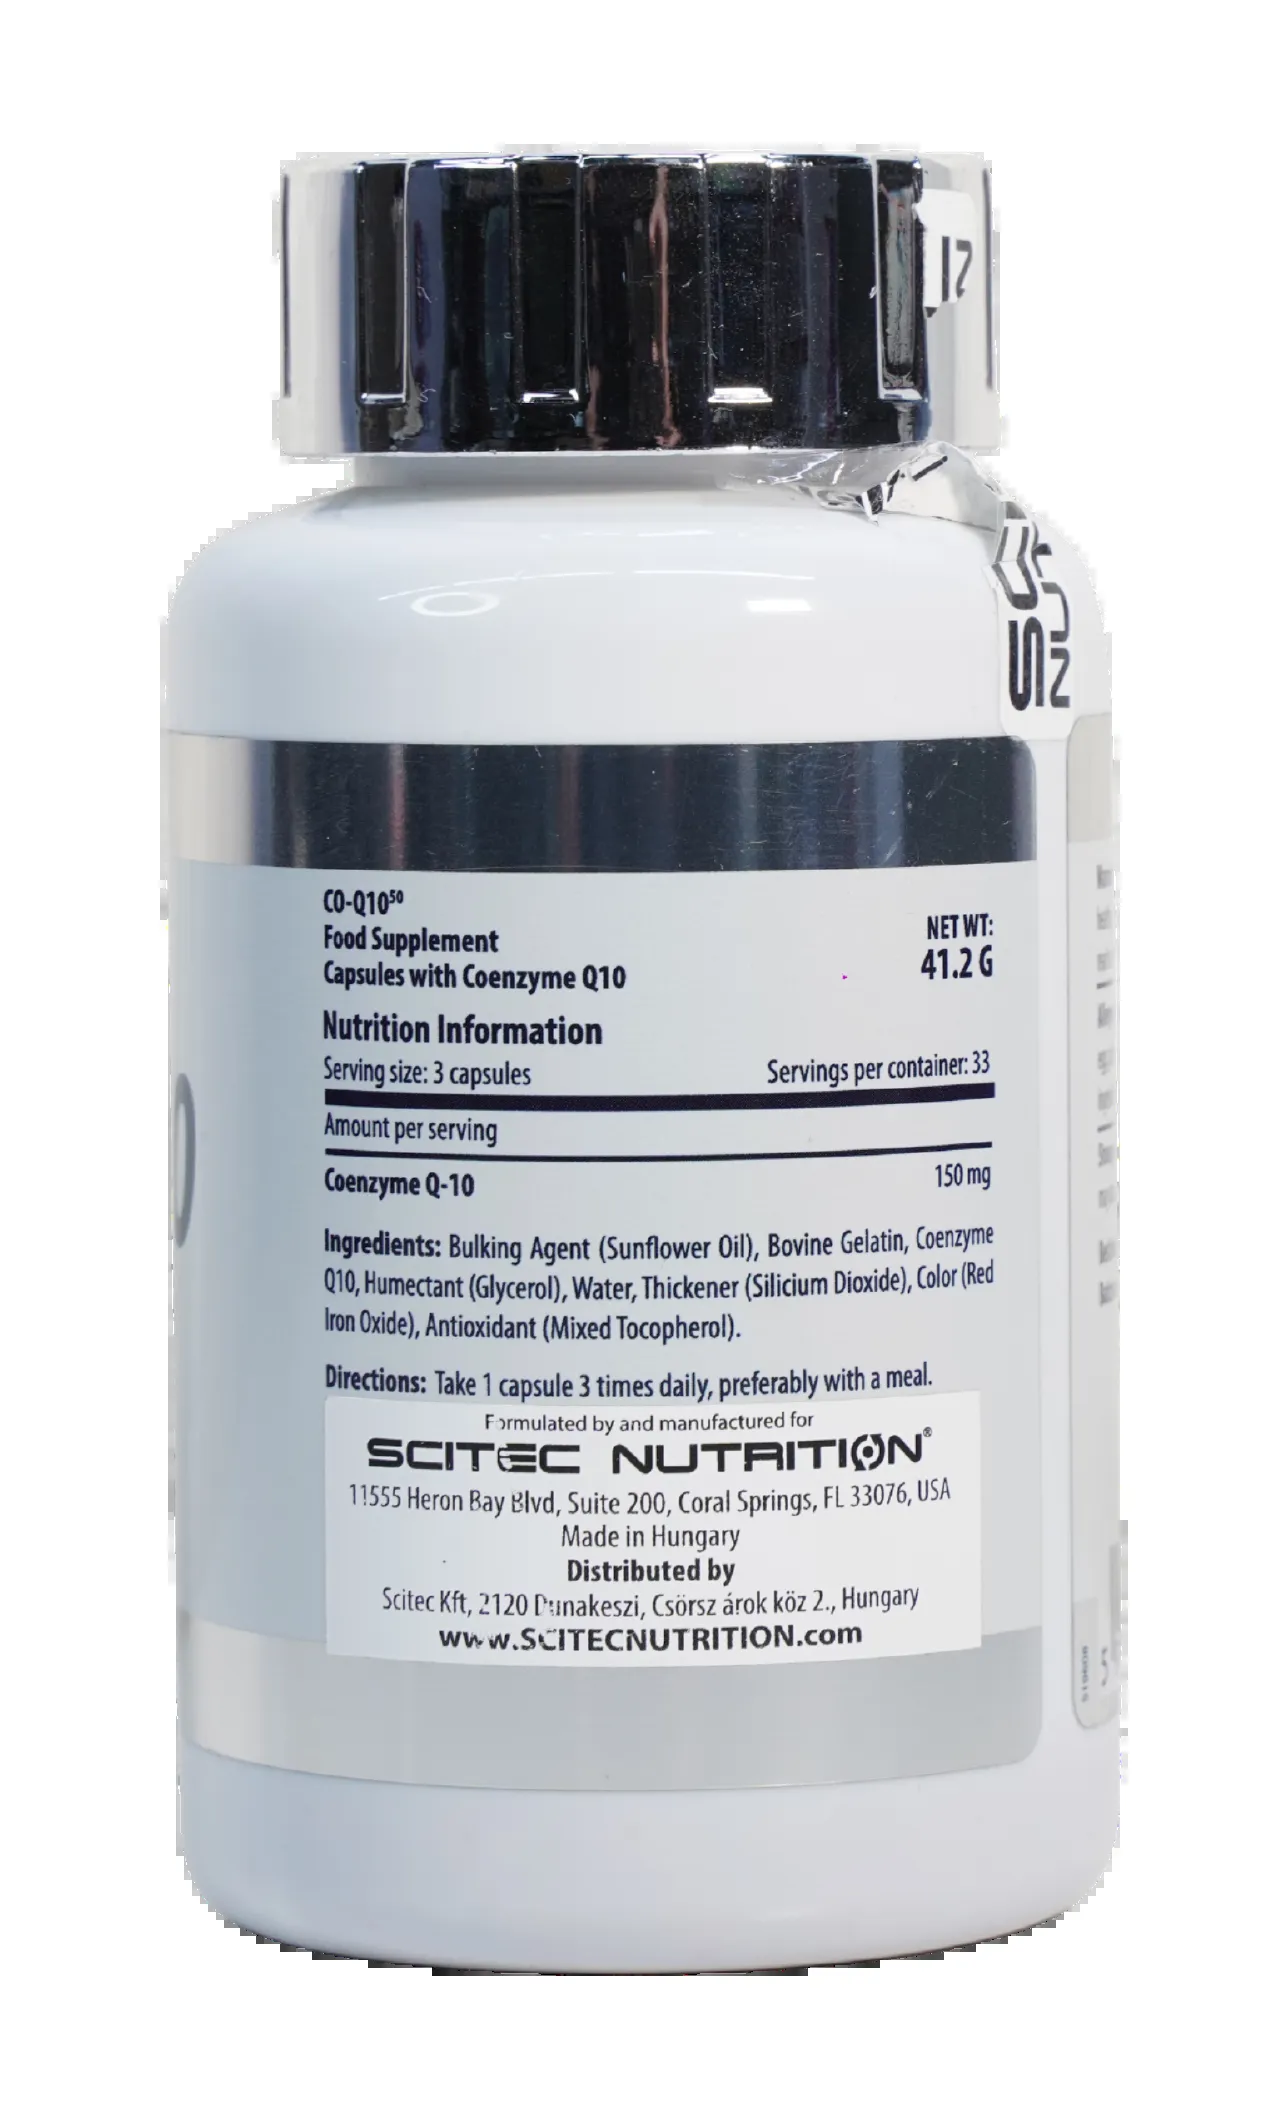 CO-Q10⁵⁰
Food Supplement
Capsules with Coenzyme Q10
NET WT:
41.2 G
Nutrition Information
Serving size: 3 capsules
Servings per container: 33
Amount per serving
Coenzyme Q-10 150 mg
Ingredients: Bulking Agent (Sunflower Oil), Bovine Gelatin, Coenzyme
Q10, Humectant (Glycerol), Water, Thickener (Silicium Dioxide), Color (Red
Iron Oxide), Antioxidant (Mixed Tocopherol).
Directions: Take 1 capsule 3 times daily, preferably with a meal.
Formulated by and manufactured for
SCITEC NUTRITION®
11555 Heron Bay Blvd, Suite 200, Coral Springs, FL 33076, USA
Made in Hungary
Distributed by
Scitec Kft, 2120 Dunakeszi, Csörsz árok köz 2., Hungary
www.SCITECNUTRITION.com